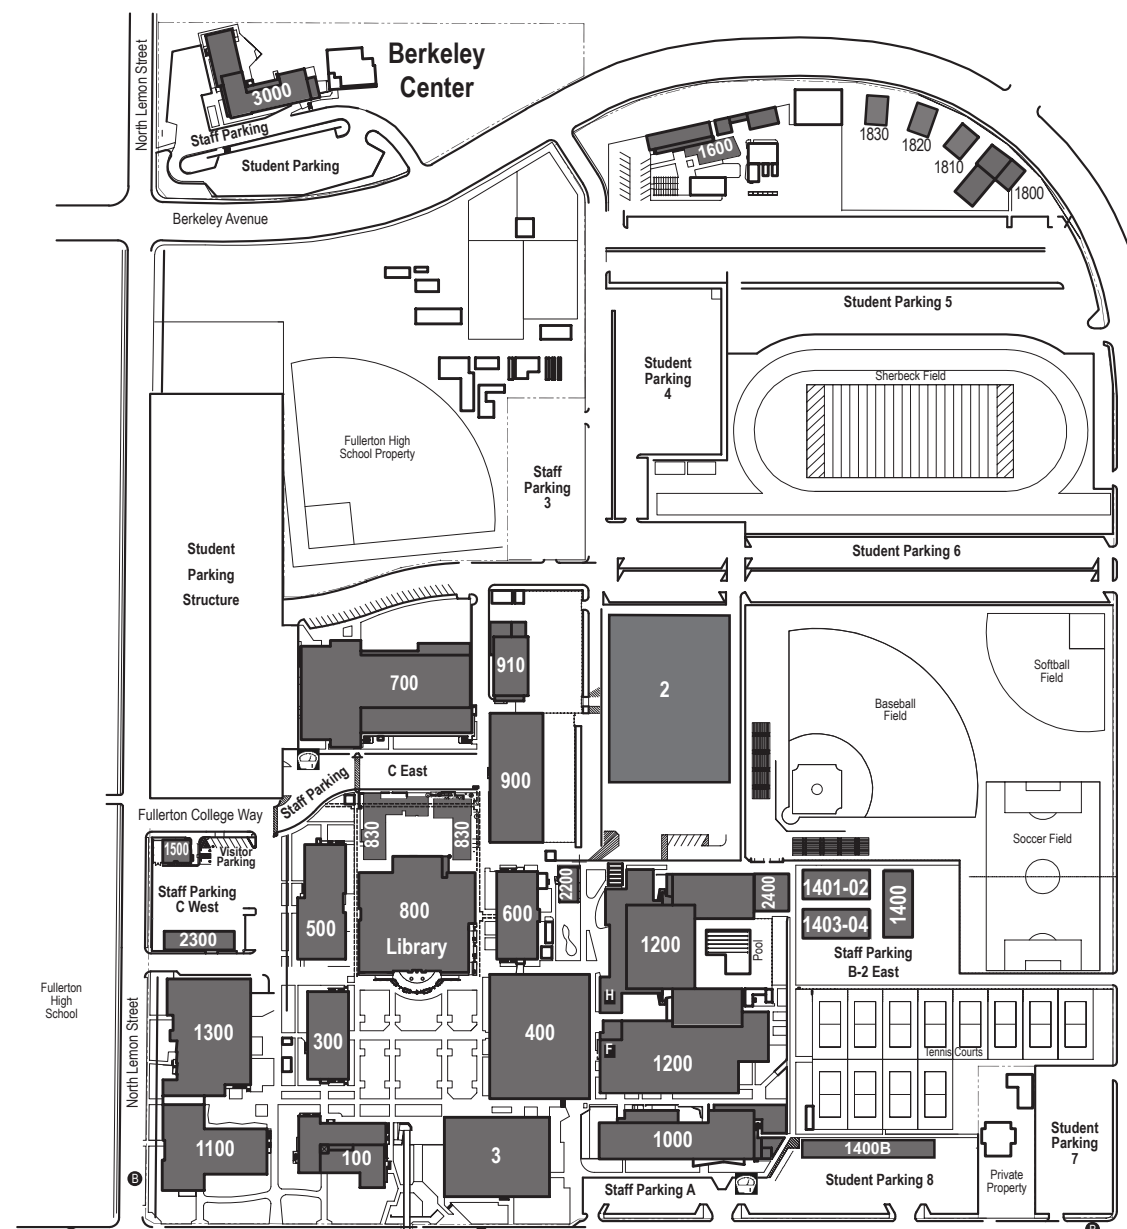 North Lemon Street
Berkeley
Center
3000
Staff Parking
Student Parking
Berkeley Avenue
1600
1830
1820
1810
1800
Student Parking 5
Student
Parking
4
Sherbeck Field
Fullerton High
School Property
Staff
Parking
3
Student
Parking
Structure
Student Parking 6
910
700
2
Softball
Field
Baseball
Field
C East
900
Staff Parking
Fullerton College Way
830
830
1500
Visitor
Parking
Staff Parking
C West
2300
500
800
Library
600
2200
1200
2400
Pool
1401-02
1403-04
1400
Staff Parking
B-2 East
Soccer Field
H
Fullerton
High
School
North Lemon Street
1300
300
400
F
1200
Tennis Courts
1100
100
3
1000
1400B
Student
Parking
7
B
Staff Parking A
Student Parking 8
Private
Property
B